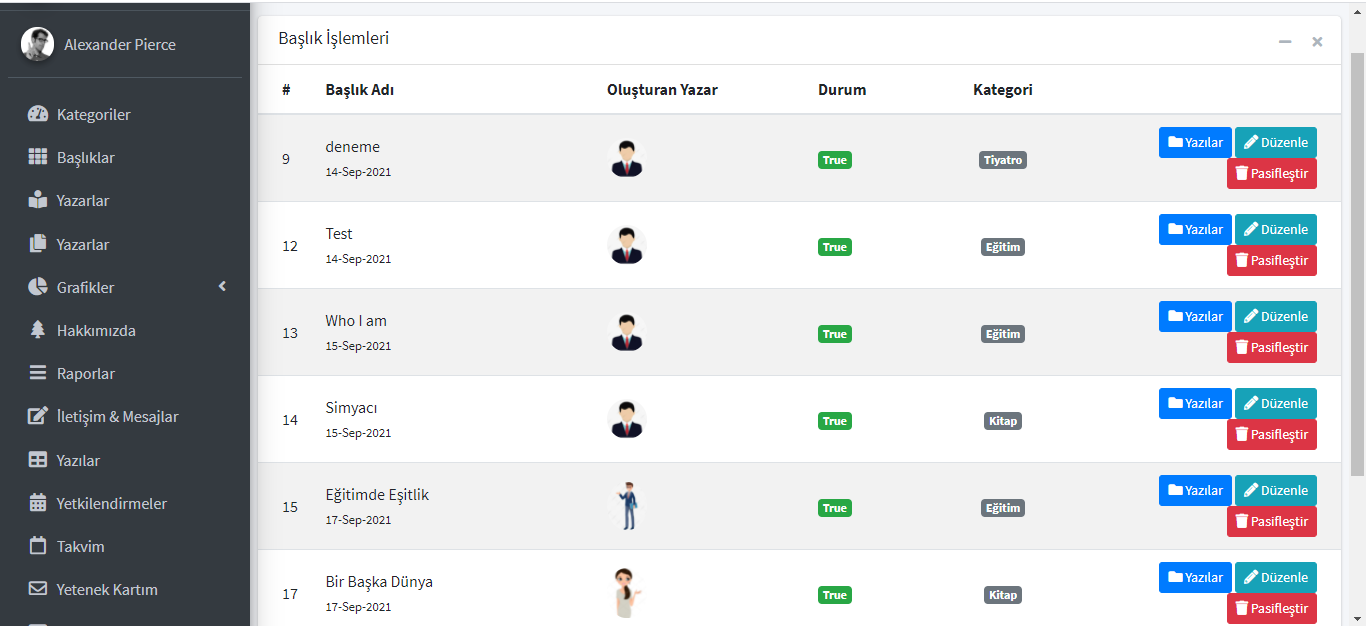 Alexander Pierce
Kategoriler
Başlıklar
Yazarlar
Yazarlar
Grafikler
Hakkımızda
Raporlar
İletişim & Mesajlar
Yazılar
Yetkilendirmeler
Takvim
Yetenek Kartım
Başlık İşlemleri
# Başlık Adı Oluşturan Yazar Durum Kategori
9 deneme True Tiyatro Yazılar Düzenle
14-Sep-2021 Pasifleştir
12 Test True Eğitim Yazılar Düzenle
14-Sep-2021 Pasifleştir
13 Who I am True Eğitim Yazılar Düzenle
15-Sep-2021 Pasifleştir
14 Simyacı True Kitap Yazılar Düzenle
15-Sep-2021 Pasifleştir
15 Eğitimde Eşitlik True Eğitim Yazılar Düzenle
17-Sep-2021 Pasifleştir
17 Bir Başka Dünya True Kitap Yazılar Düzenle
17-Sep-2021 Pasifleştir